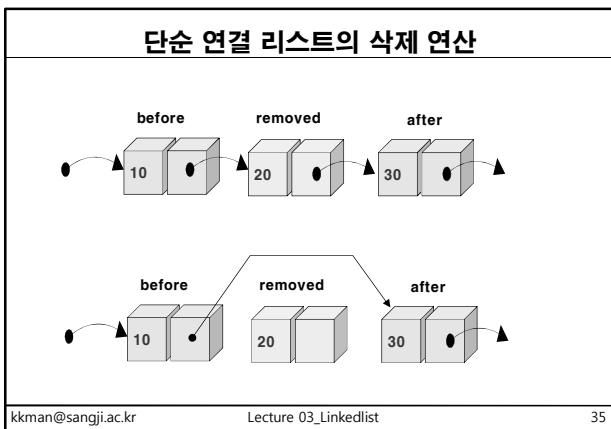 단순 연결 리스트의 삭제 연산
before removed after
10 20 30
before removed after
10 20 30
kkman@sangji.ac.kr Lecture 03_Linkedlist 35